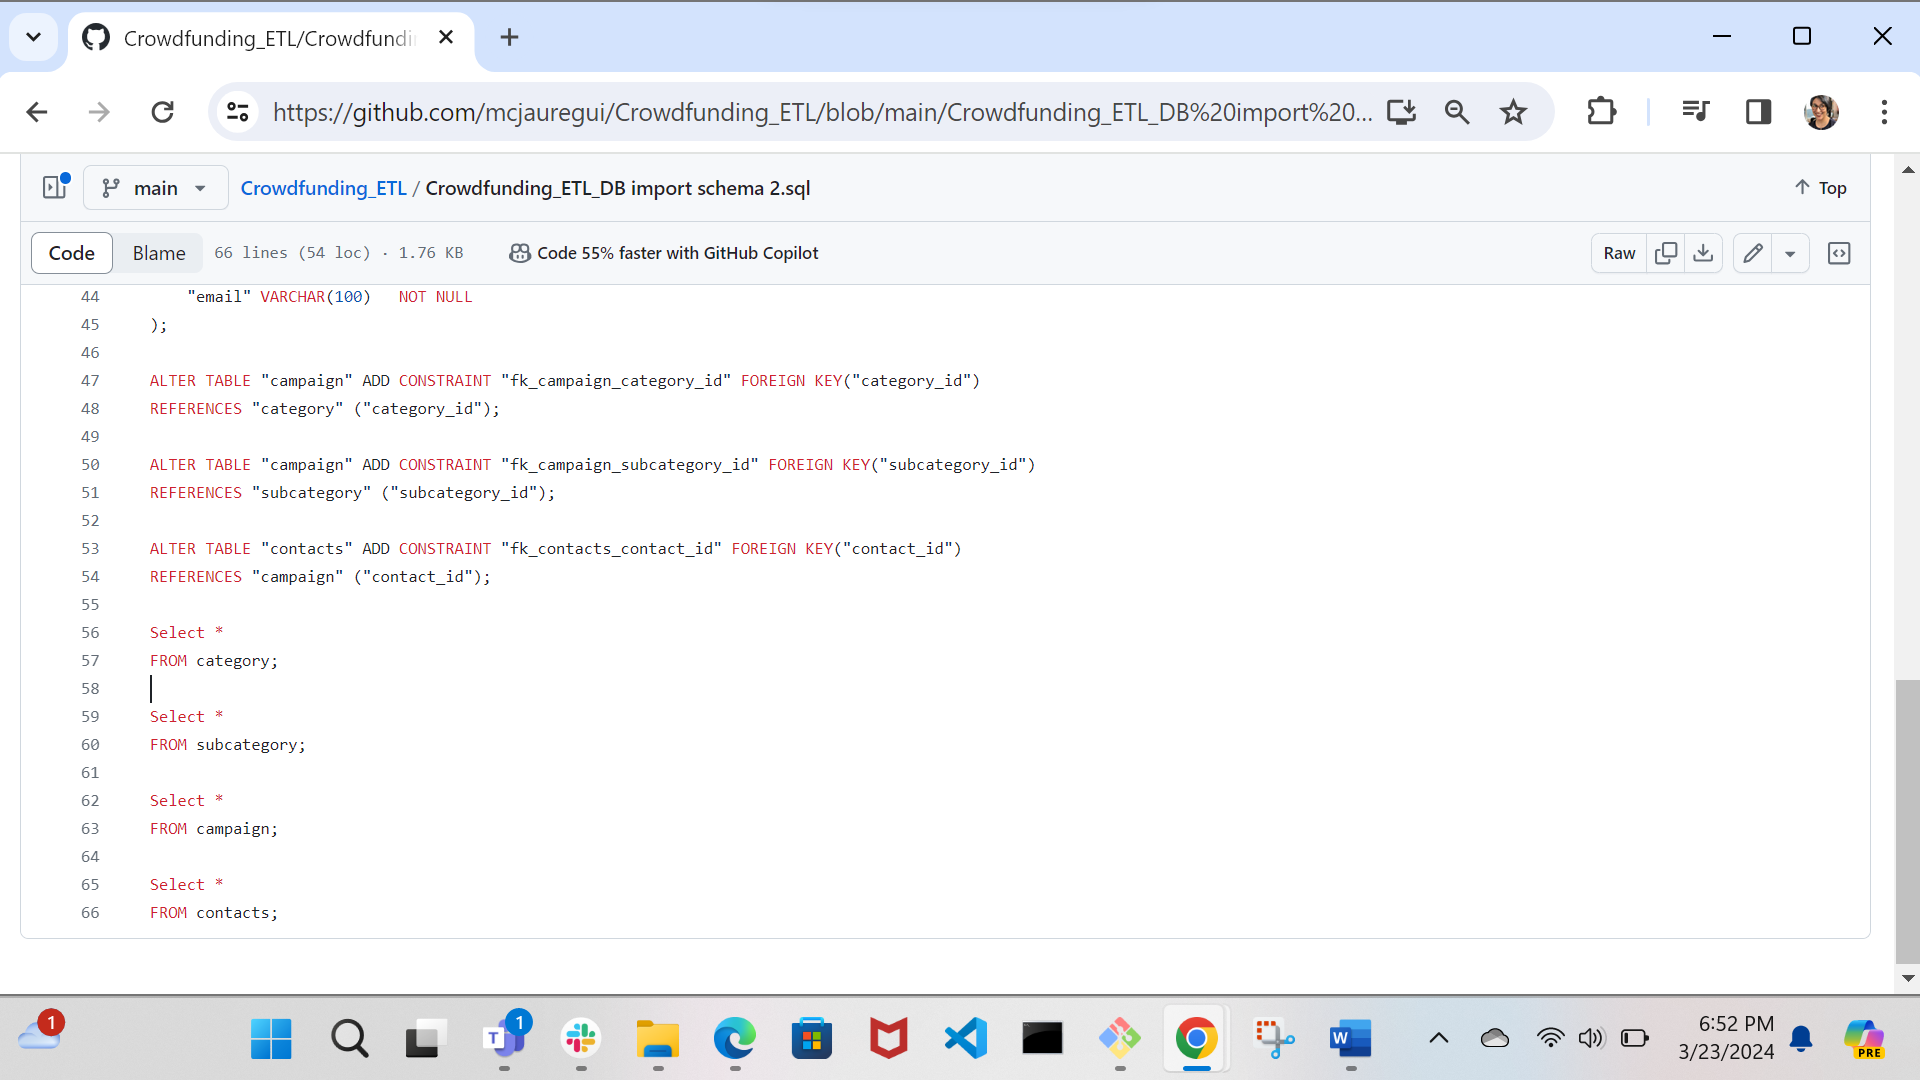 Crowdfunding_ETL/Crowdfundi
https://github.com/mcjauregui/Crowdfunding_ETL/blob/main/Crowdfunding_ETL_DB%20import%20...
main
Crowdfunding_ETL / Crowdfunding_ETL_DB import schema 2.sql
Top
Code
Blame
66 lines (54 loc) · 1.76 KB
Code 55% faster with GitHub Copilot
Raw
44 "email" VARCHAR(100) NOT NULL
45 );
46
47 ALTER TABLE "campaign" ADD CONSTRAINT "fk_campaign_category_id" FOREIGN KEY("category_id")
48 REFERENCES "category" ("category_id");
49
50 ALTER TABLE "campaign" ADD CONSTRAINT "fk_campaign_subcategory_id" FOREIGN KEY("subcategory_id")
51 REFERENCES "subcategory" ("subcategory_id");
52
53 ALTER TABLE "contacts" ADD CONSTRAINT "fk_contacts_contact_id" FOREIGN KEY("contact_id")
54 REFERENCES "campaign" ("contact_id");
55
56 Select *
57 FROM category;
58
59 Select *
60 FROM subcategory;
61
62 Select *
63 FROM campaign;
64
65 Select *
66 FROM contacts;
1
T
1
W
6:52 PM
3/23/2024
PRE